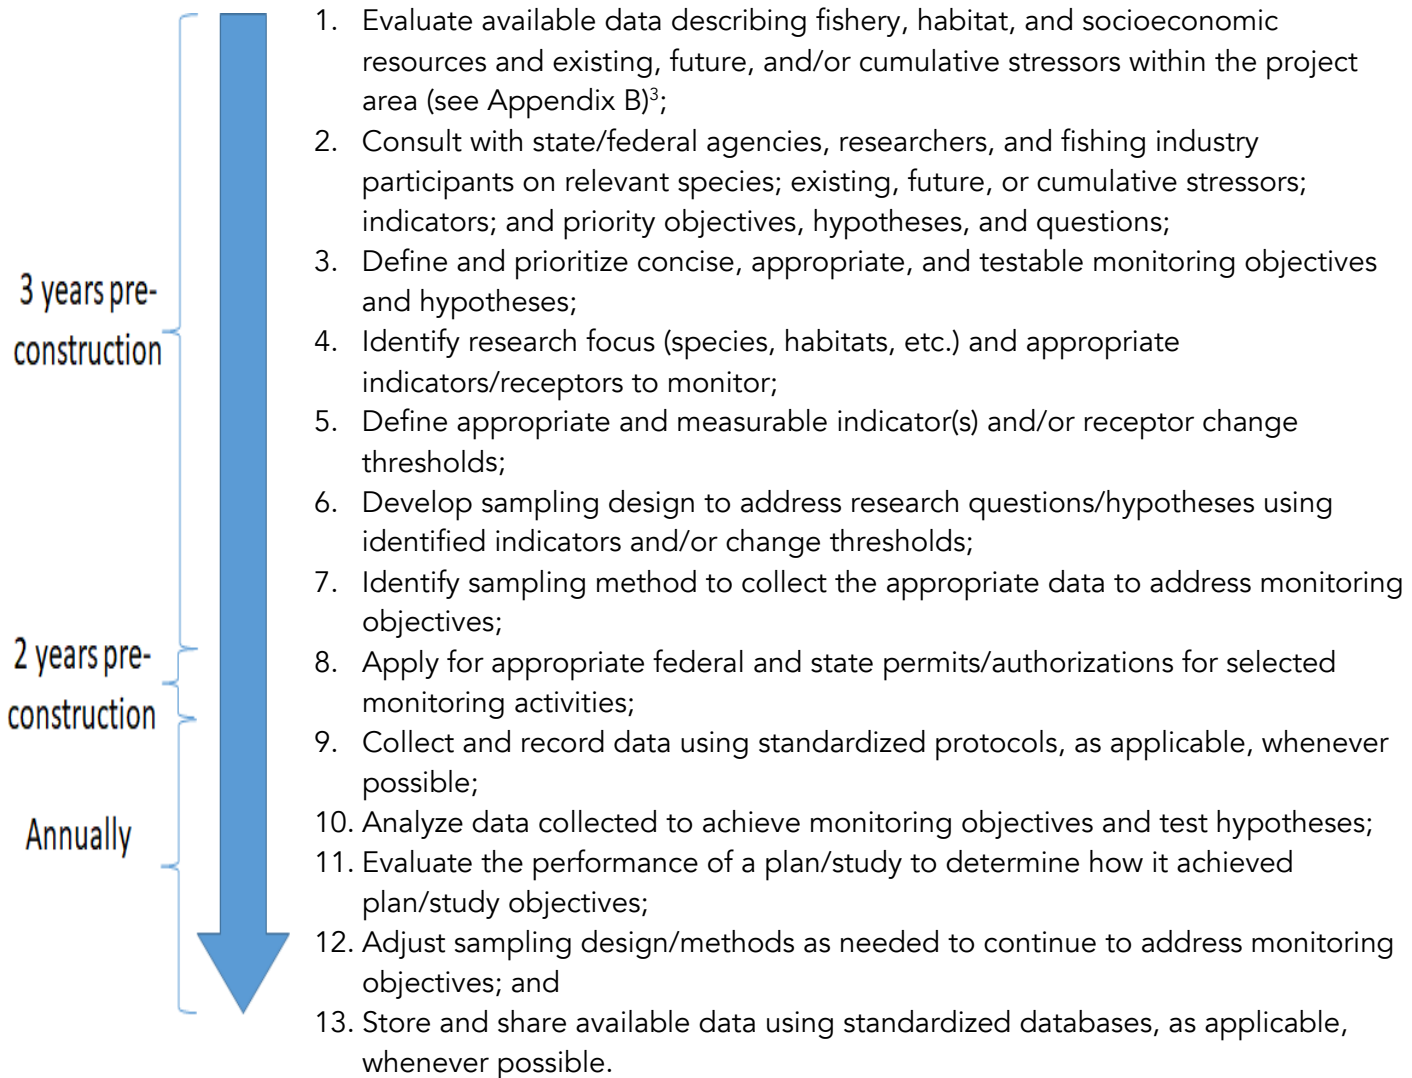 1. Evaluate available data describing fishery, habitat, and socioeconomic
resources and existing, future, and/or cumulative stressors within the project
area (see Appendix B)³;
2. Consult with state/federal agencies, researchers, and fishing industry
participants on relevant species; existing, future, or cumulative stressors;
indicators; and priority objectives, hypotheses, and questions;
3. Define and prioritize concise, appropriate, and testable monitoring objectives
and hypotheses;
4. Identify research focus (species, habitats, etc.) and appropriate
indicators/receptors to monitor;
5. Define appropriate and measurable indicator(s) and/or receptor change
thresholds;
6. Develop sampling design to address research questions/hypotheses using
identified indicators and/or change thresholds;
7. Identify sampling method to collect the appropriate data to address monitoring
objectives;
8. Apply for appropriate federal and state permits/authorizations for selected
monitoring activities;
9. Collect and record data using standardized protocols, as applicable, whenever
possible;
10. Analyze data collected to achieve monitoring objectives and test hypotheses;
11. Evaluate the performance of a plan/study to determine how it achieved
plan/study objectives;
12. Adjust sampling design/methods as needed to continue to address monitoring
objectives; and
13. Store and share available data using standardized databases, as applicable,
whenever possible.
3 years pre-
construction
2 years pre-
construction
Annually